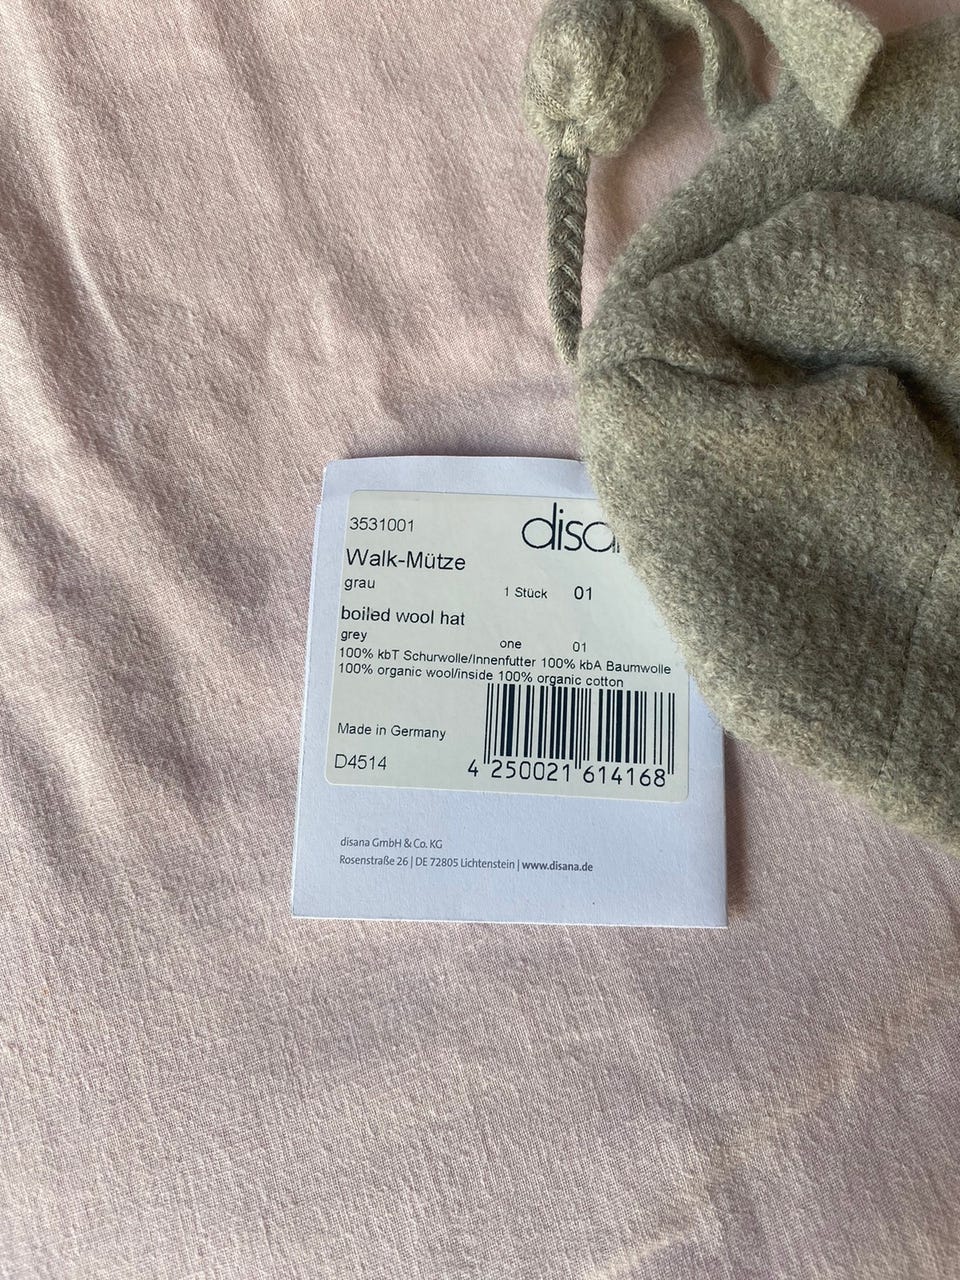 3531001
Walk-Mütze
grau
1 Stück 01
boiled wool hat
grey
one 01
100% kbT Schurwolle/Innenfutter 100% kbA Baumwolle
100% organic wool/inside 100% organic cotton
Made in Germany
D4514
4 250021 614168
disana GmbH & Co. KG
Rosenstraße 26 | DE 72805 Lichtenstein | www.disana.de